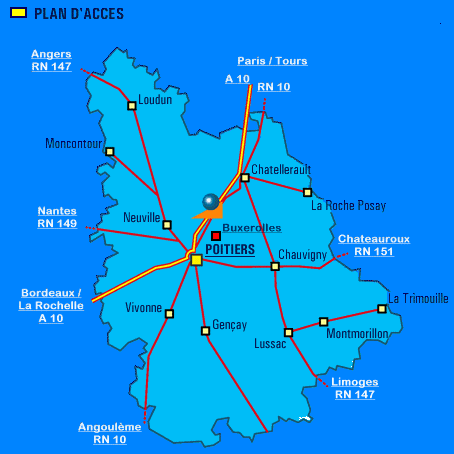 PLAN D'ACCES
Angers
RN 147
Paris / Tours
A 10
RN 10
Loudun
Moncontour
Chatellerault
La Roche Posay
Nantes
RN 149
Neuville
Buxerolles
POITIERS
Chauvigny
Chateauroux
RN 151
Bordeaux /
La Rochelle
A 10
Vivonne
Gençay
Lussac
La Trimouille
Montmorillon
Limoges
RN 147
Angoulème
RN 10